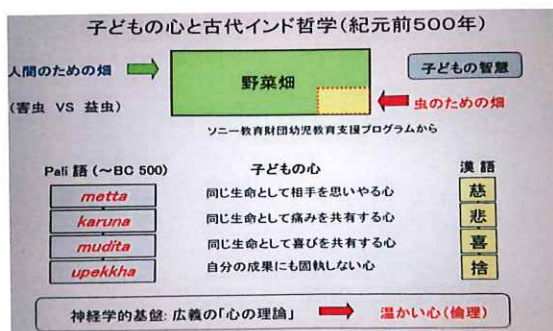 子どもの心と古代インド哲学(紀元前500年)
人間のための畑
野菜畑
子どもの智慧
(害虫 VS 益虫)
虫のための畑
ソニー教育財団幼児教育支援プログラムから
Pali 語 (～BC 500)
子どもの心
漢語
metta
同じ生命として相手を思いやる心
慈
karuna
同じ生命として痛みを共有する心
悲
mudita
同じ生命として喜びを共有する心
喜
upekkha
自分の成果にも固執しない心
捨
神経学的基盤: 広義の「心の理論」
温かい心(倫理)